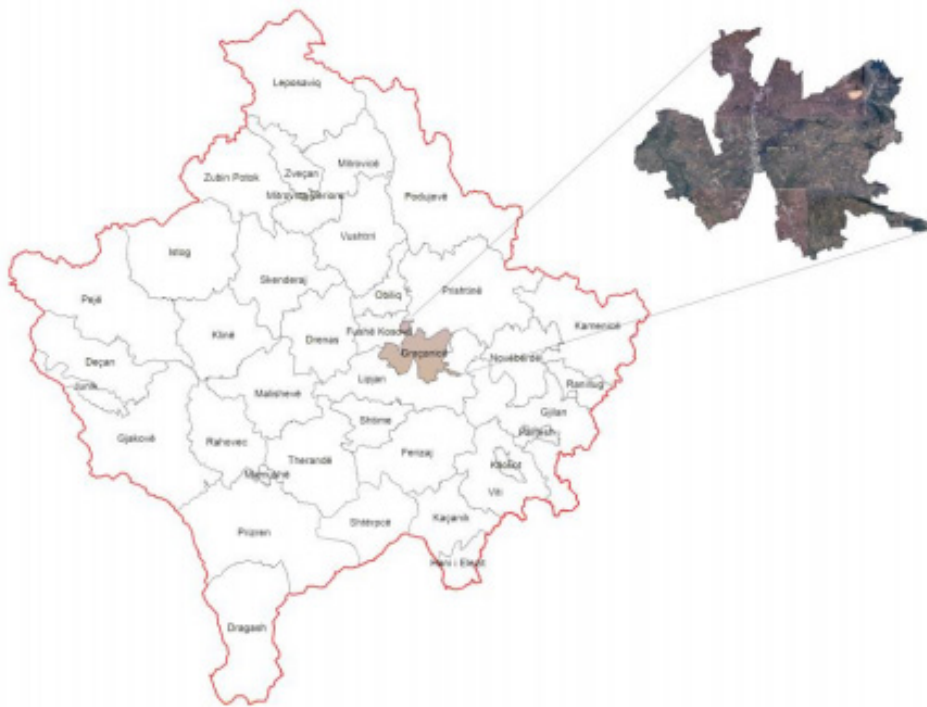 Leposaviq
Mitrovicë
Zveçan
Zubin Potok
Podujevë
Vushtrri
Istog
Skenderaj
Obiliq
Prishtinë
Pejë
Kamenicë
Fushë Kosovë
Klinë
Drenas
Graçanicë
Novobërdë
Deçan
Lipjan
Junik
Ranillug
Malishevë
Gjilan
Shtime
Partesh
Gjakovë
Rahovec
Ferizaj
Therandë
Kllokot
Mamushë
Viti
Shtërpcë
Kaçanik
Prizren
Hani i Elezit
Dragash